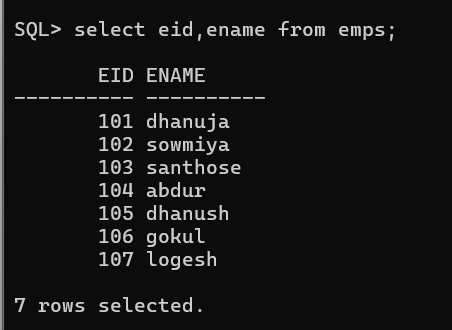 SQL> select eid,ename from emps;
       EID ENAME
---------- ----------
       101 dhanuja
       102 sowmiya
       103 santhose
       104 abdur
       105 dhanush
       106 gokul
       107 logesh
7 rows selected.